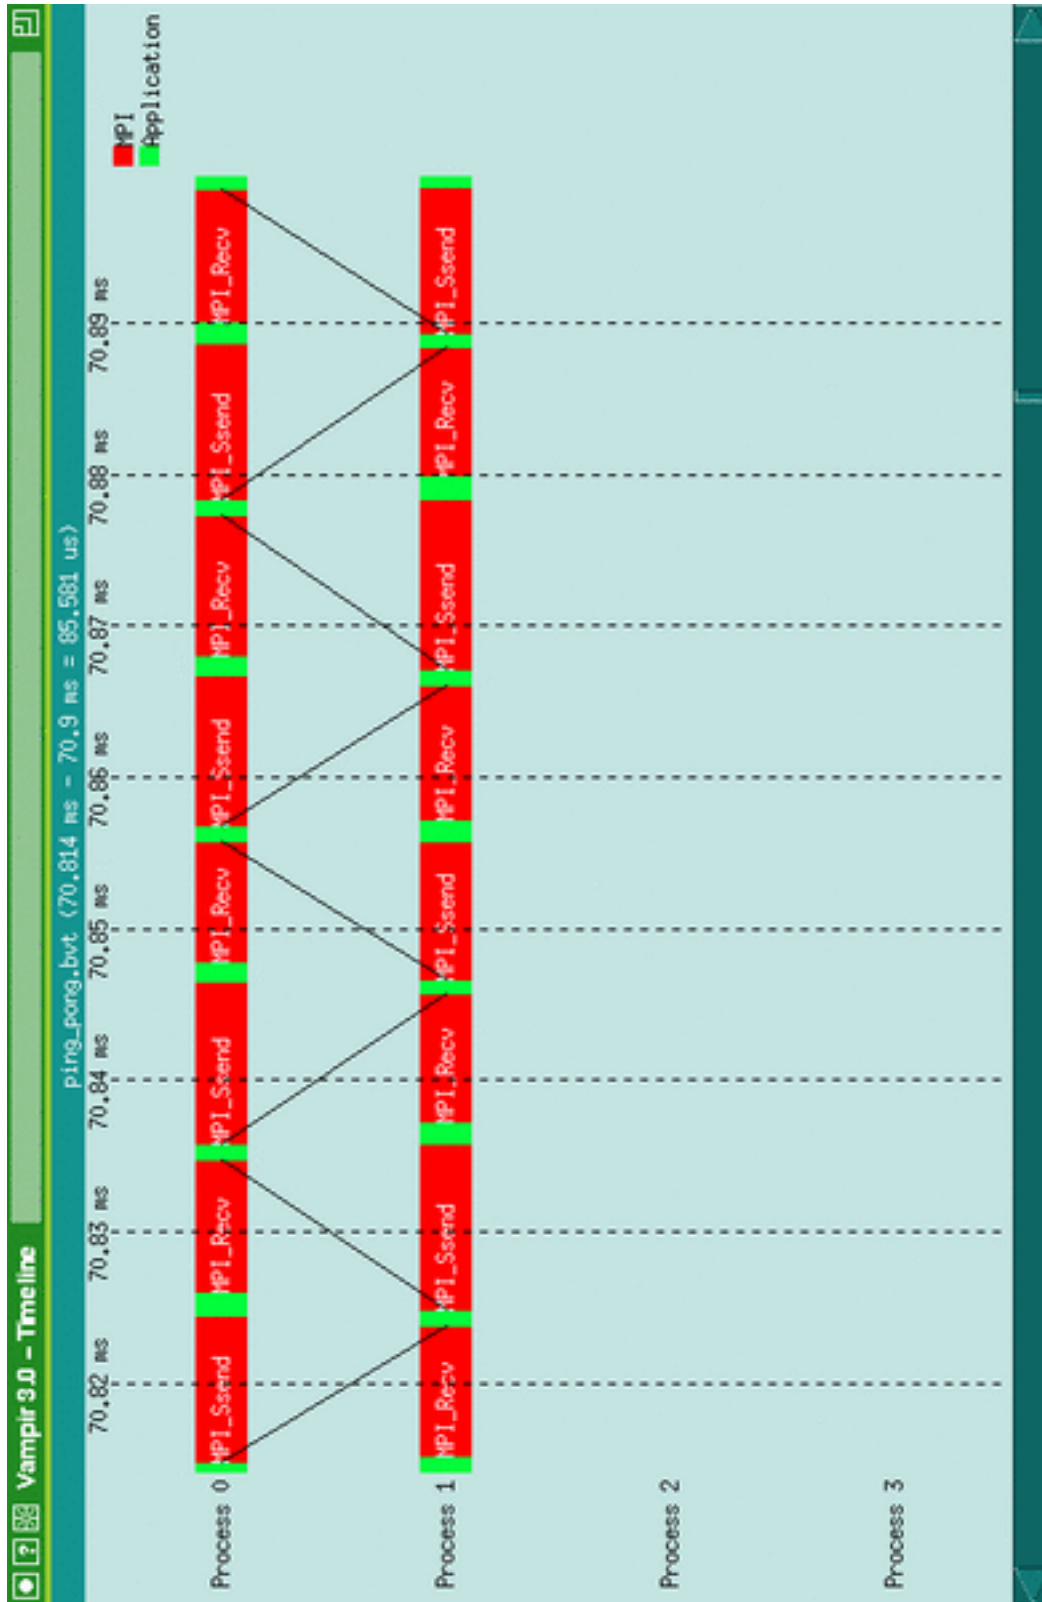 Vampir 3.0 - Timeline
ping_pong.bvt (70.814 ms - 70.9 ms = 85.581 us)
70.82 ms 70.83 ms 70.84 ms 70.85 ms 70.86 ms 70.87 ms 70.88 ms 70.89 ms
MPI
Application
Process 0 MPI_Ssend MPI_Recv MPI_Ssend MPI_Recv MPI_Ssend MPI_Recv MPI_Ssend MPI_Recv
Process 1 MPI_Recv MPI_Ssend MPI_Recv MPI_Ssend MPI_Recv MPI_Ssend MPI_Recv MPI_Ssend
Process 2
Process 3